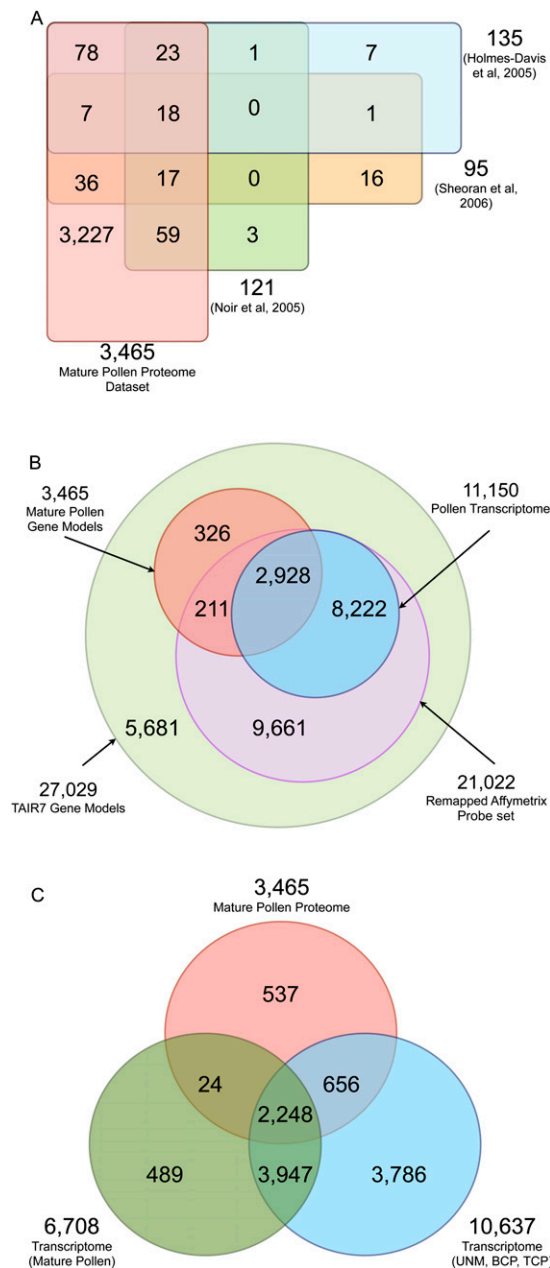 A
78 23 1 7
135
(Holmes-Davis
et al, 2005)
7 18 0 1
95
(Sheoran et al,
2006)
36 17 0 16
3,227 59 3
121
(Noir et al, 2005)
3,465
Mature Pollen Proteome
Dataset
B
3,465
Mature Pollen
Gene Models
11,150
Pollen Transcriptome
326
2,928
211
8,222
5,681
9,661
27,029
TAIR7 Gene Models
21,022
Remapped Affymetrix
Probe set
C
3,465
Mature Pollen Proteome
537
24
656
2,248
489
3,947
3,786
6,708
Transcriptome
(Mature Pollen)
10,637
Transcriptome
(UNM, BCP, TCP)